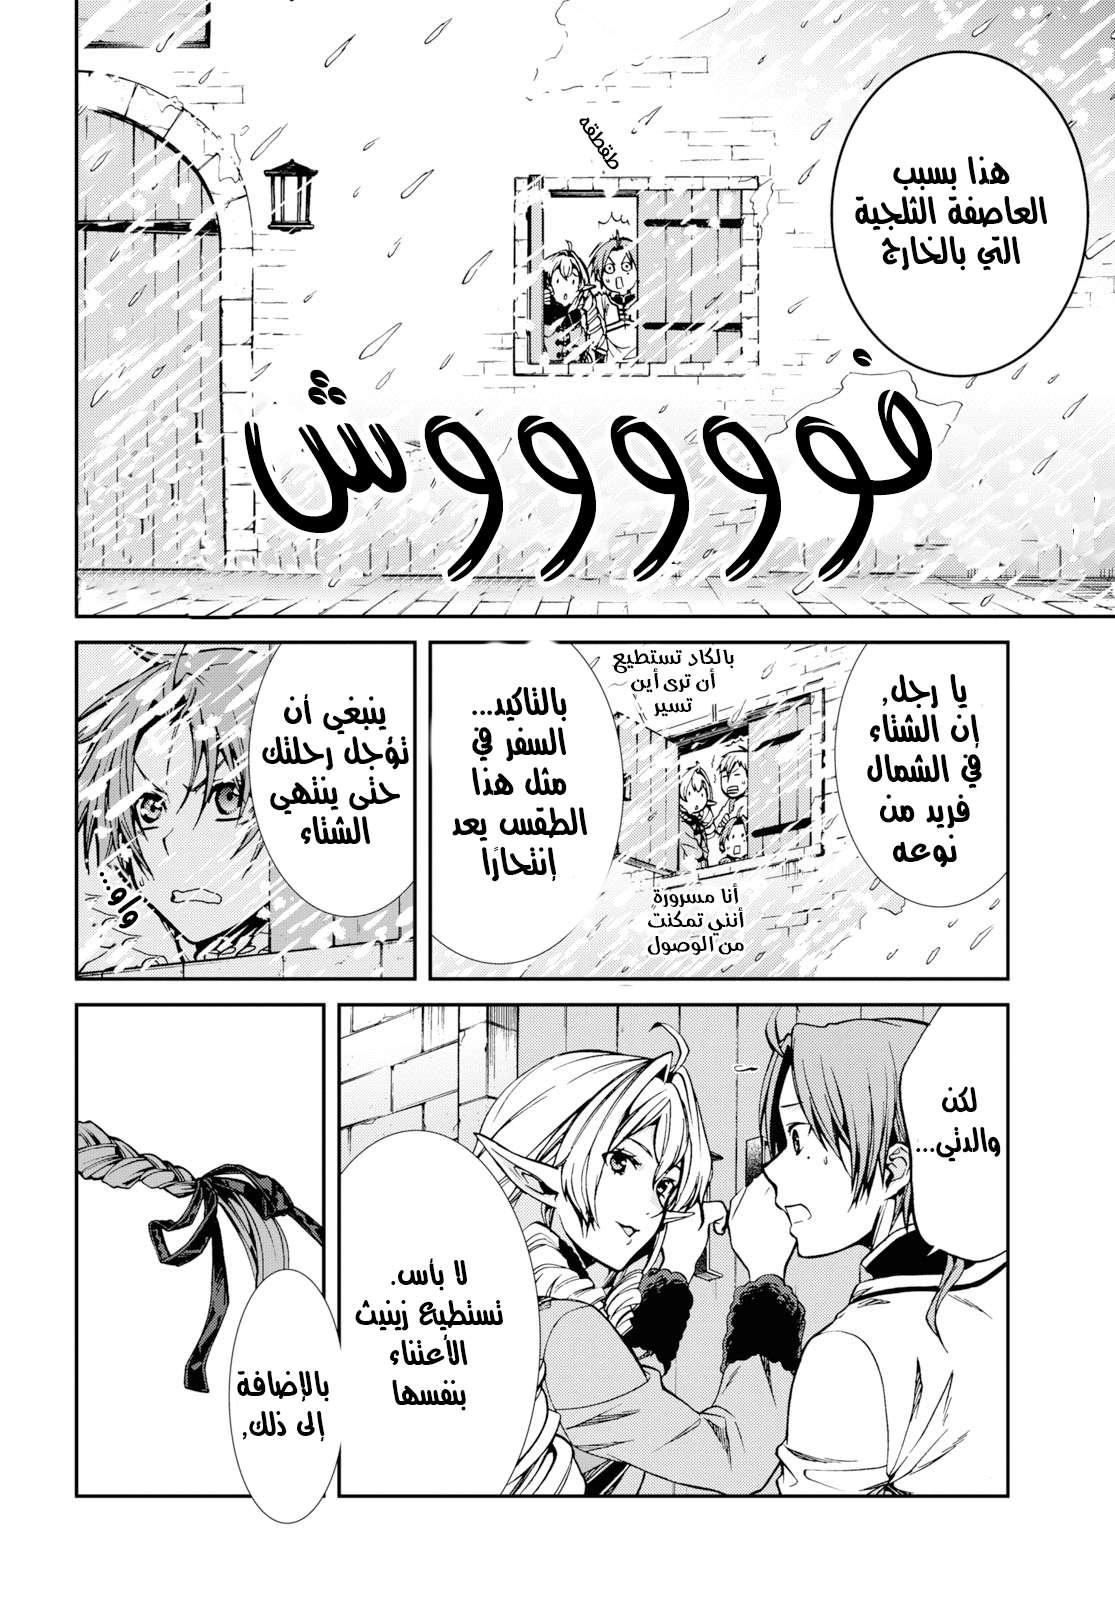 هذا بسبب
العاصفة الثلجية
التي بالخارج
طقطقه
فووووش
يا رجل,
إن الشتاء
في الشمال
فريد من
نوعه
بالكاد تستطيع
أن ترى أين
تسير
أنا مسرورة
أنني تمكنت
من الوصول
بالتاكيد...
السفر في
مثل هذا
الطقس يعد
إنتحارًا
ينبغي أن
تؤجل رحلتك
حتى ينتهي
الشتاء
واو...
لكن
والدتي...
لا بأس.
تستطيع زينيث
الأعتناء
بنفسها
بالإضافة
إلى ذلك,